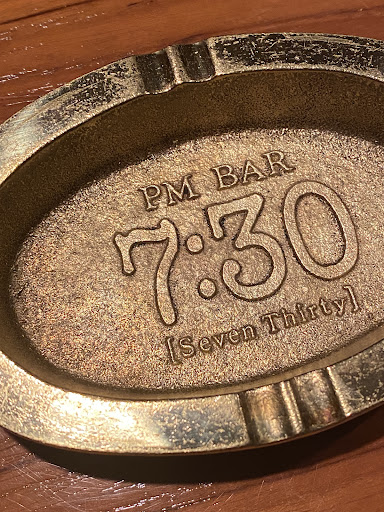 PM BAR
7:30
[Seven Thirty]